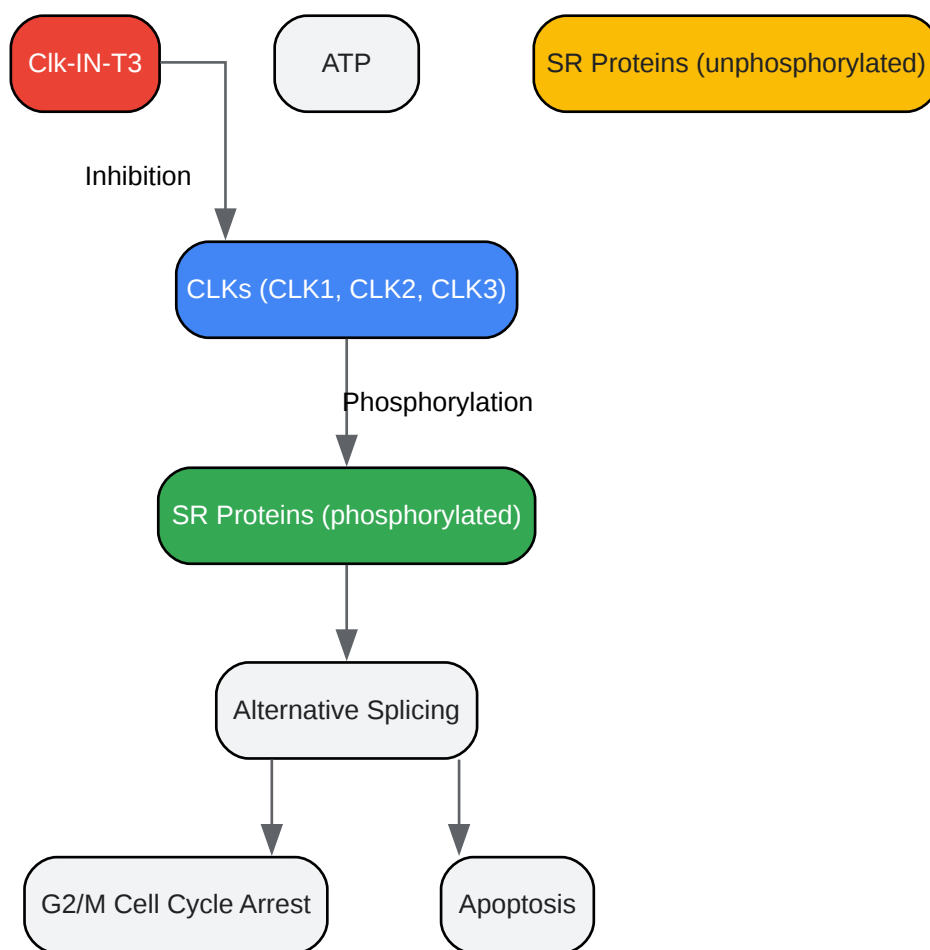 Clk-IN-T3
ATP
SR Proteins (unphosphorylated)
Inhibition
CLKs (CLK1, CLK2, CLK3)
Phosphorylation
SR Proteins (phosphorylated)
Alternative Splicing
G2/M Cell Cycle Arrest
Apoptosis